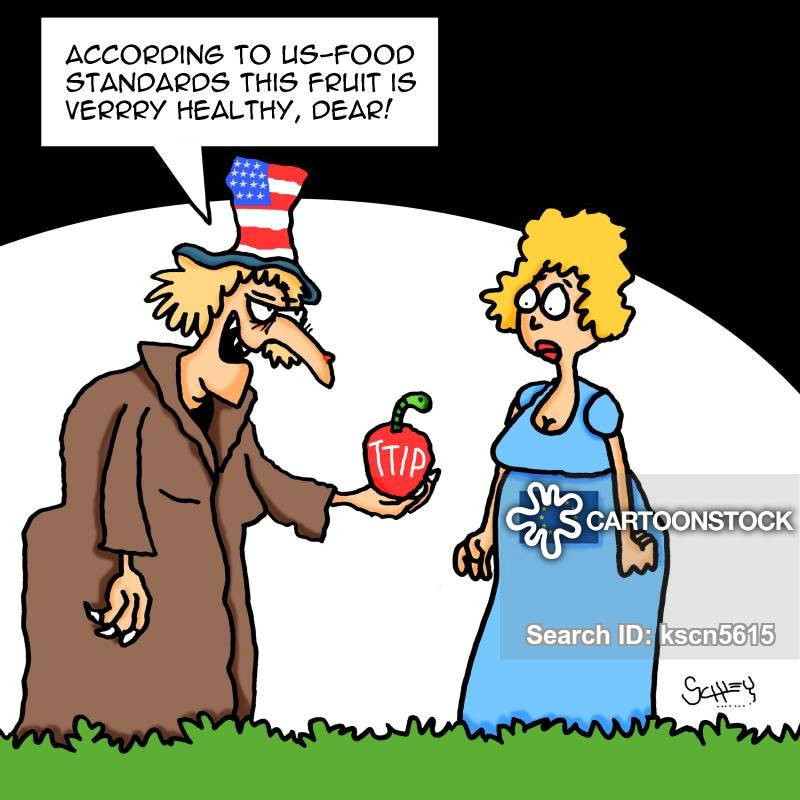 ACCORDING TO US-FOOD
STANDARDS THIS FRUIT IS
VERRRY HEALTHY, DEAR!
TTIP
CARTOONSTOCK
Search ID: kscn5615
SCHLEY